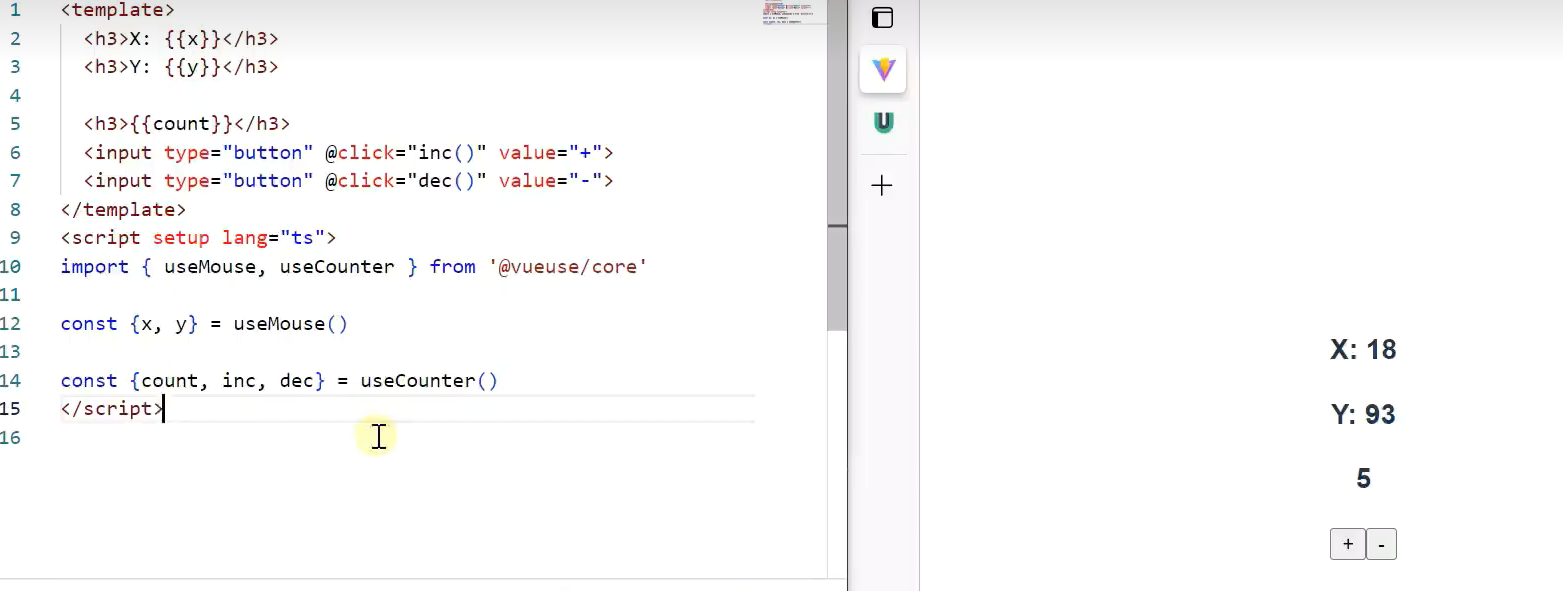 1 <template>
2 <h3>X: {{x}}</h3>
3 <h3>Y: {{y}}</h3>
4
5 <h3>{{count}}</h3>
6 <input type="button" @click="inc()" value="+">
7 <input type="button" @click="dec()" value="-">
8 </template>
9 <script setup lang="ts">
10 import { useMouse, useCounter } from '@vueuse/core'
11
12 const {x, y} = useMouse()
13
14 const {count, inc, dec} = useCounter()
15 </script>
16
U
X: 18
Y: 93
5
+ -